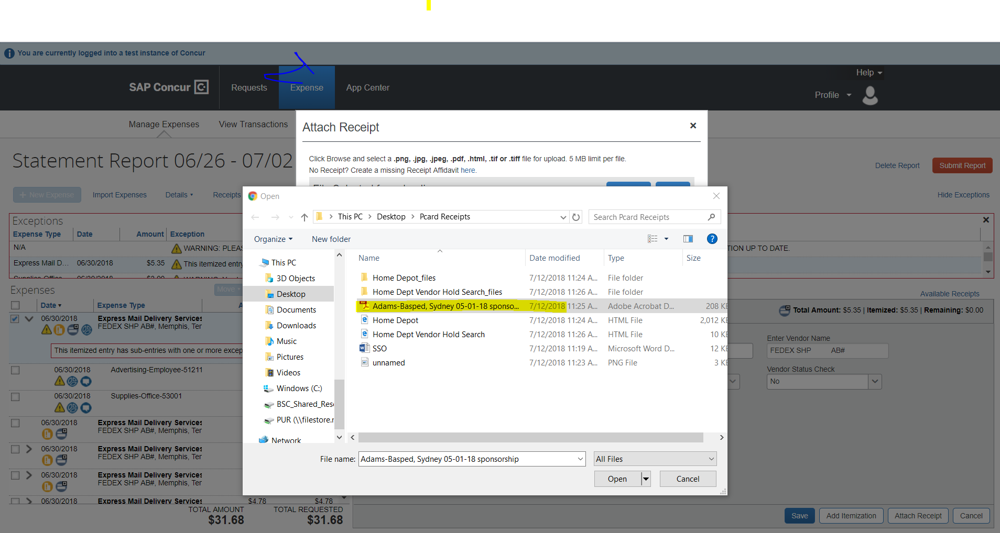 You are currently logged into a test instance of Concur
SAP Concur
Requests
Expense
App Center
Help
Profile
Manage Expenses
View Transactions
Attach Receipt
Click Browse and select a .png, .jpg, .jpeg, .pdf, .html, .tif or .tiff file for upload. 5 MB limit per file.
No Receipt? Create a missing Receipt Affidavit here.
Statement Report 06/26 - 07/02
Delete Report
Submit Report
New Expense
Import Expenses
Details
Receipts
Hide Exceptions
Exceptions
Expense Type Date Amount Exception
N/A WARNING: PLEAS
TION UP TO DATE.
Express Mail D... 06/30/2018 $5.35 This itemized entry
Expenses
Move
Available Receipts
Date Expense Type A
06/30/2018 Express Mail Delivery Services
FEDEX SHP AB#, Memphis, Ter
This itemized entry has sub-entries with one or more excep
06/30/2018 Advertising-Employee-51211
06/30/2018 Supplies-Office-53001
06/30/2018 Express Mail Delivery Services
FEDEX SHP AB#, Memphis, Ter
06/30/2018 Express Mail Delivery Services
FEDEX SHP AB#, Memphis, Ter
06/30/2018 Express Mail Delivery Services
FEDEX SHP AB#, Memphis, Ter
06/30/2018 Express Mail Delivery Services $4.78 $4.78
TOTAL AMOUNT TOTAL REQUESTED
$31.68 $31.68
Open
This PC > Desktop > Pcard Receipts
Search Pcard Receipts
Organize
New folder
This PC
3D Objects
Desktop
Documents
Downloads
Music
Pictures
Videos
Windows (C:)
BSC_Shared_Res
PUR (\\filestore.r
Network
Name Date modified Type Size
Home Depot_files 7/12/2018 11:24 A... File folder
Home Dept Vendor Hold Search_files 7/12/2018 11:26 A... File folder
Adams-Basped, Sydney 05-01-18 sponso... 7/12/2018 11:25 A... Adobe Acrobat D... 208 KB
Home Depot 7/12/2018 11:24 A... HTML File 2,012 KB
Home Dept Vendor Hold Search 7/12/2018 11:26 A... HTML File 10 KB
SSO 7/12/2018 11:19 A... Microsoft Word D... 12 KB
unnamed 7/12/2018 11:23 A... PNG File 3 KB
File name: Adams-Basped, Sydney 05-01-18 sponsorship
All Files
Open
Cancel
Total Amount: $5.35 | Itemized: $5.35 | Remaining: $0.00
Enter Vendor Name
FEDEX SHP AB#
Vendor Status Check
No
Save
Add Itemization
Attach Receipt
Cancel